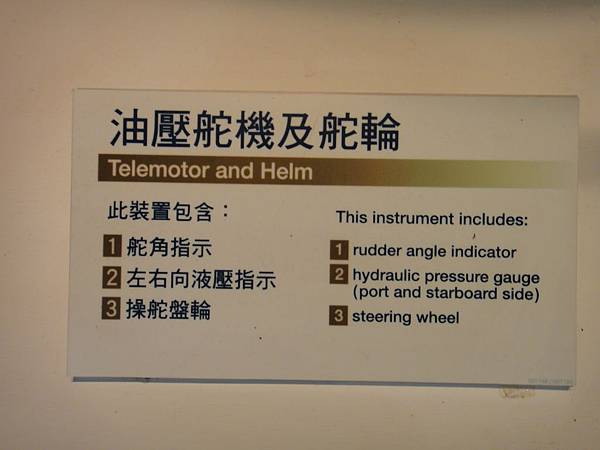 油壓舵機及舵輪
Telemotor and Helm
此裝置包含：
1 舵角指示
2 左右向液壓指示
3 操舵盤輪
This instrument includes:
1 rudder angle indicator
2 hydraulic pressure gauge
(port and starboard side)
3 steering wheel